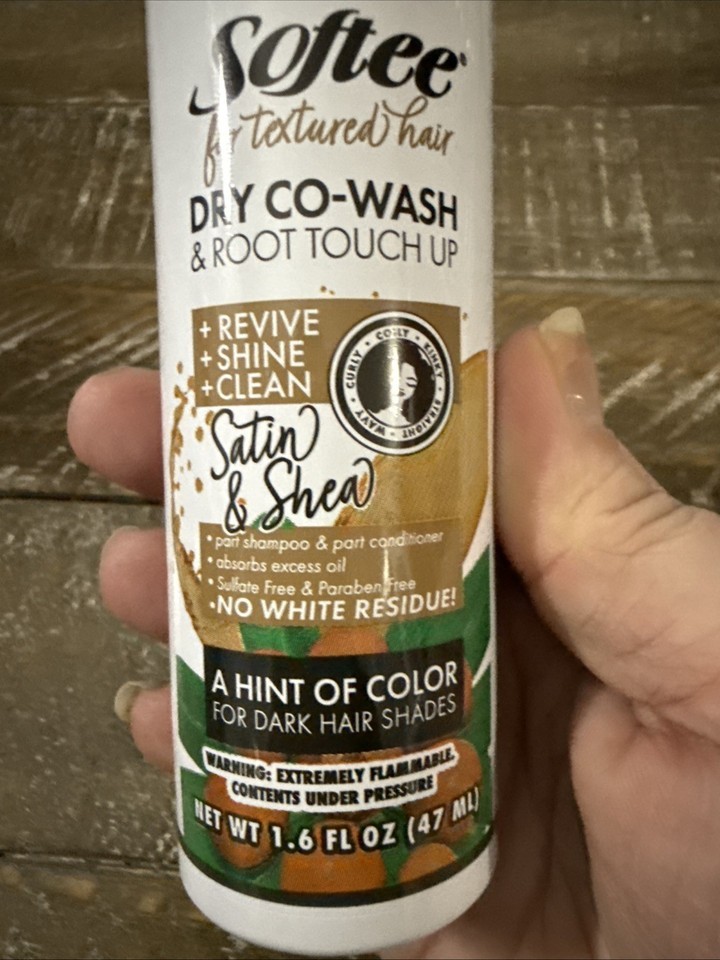 Softee®
for textured hair
DRY CO-WASH
& ROOT TOUCH UP
+ REVIVE
+ SHINE
+ CLEAN
CURLY • COILY • KINKY • STRAIGHT • WAVY •
Satin
& Shea
• part shampoo & part conditioner
• absorbs excess oil
• Sulfate Free & Paraben Free
• NO WHITE RESIDUE!
A HINT OF COLOR
FOR DARK HAIR SHADES
WARNING: EXTREMELY FLAMMABLE.
CONTENTS UNDER PRESSURE
NET WT 1.6 FL OZ (47 ML)